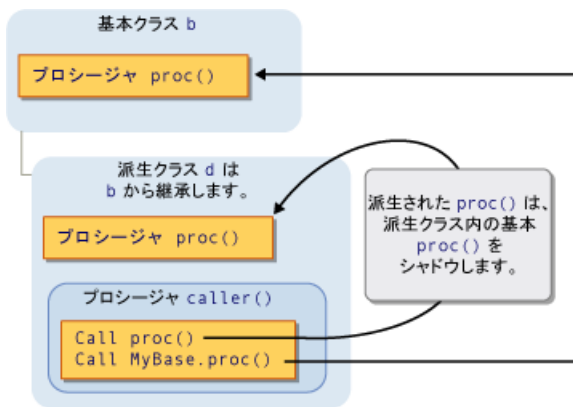 基本クラス b
プロシージャ proc()
派生クラス d は
b から継承します。
プロシージャ proc()
派生された proc() は、
派生クラス内の基本
proc() を
シャドウします。
プロシージャ caller()
Call proc()
Call MyBase.proc()